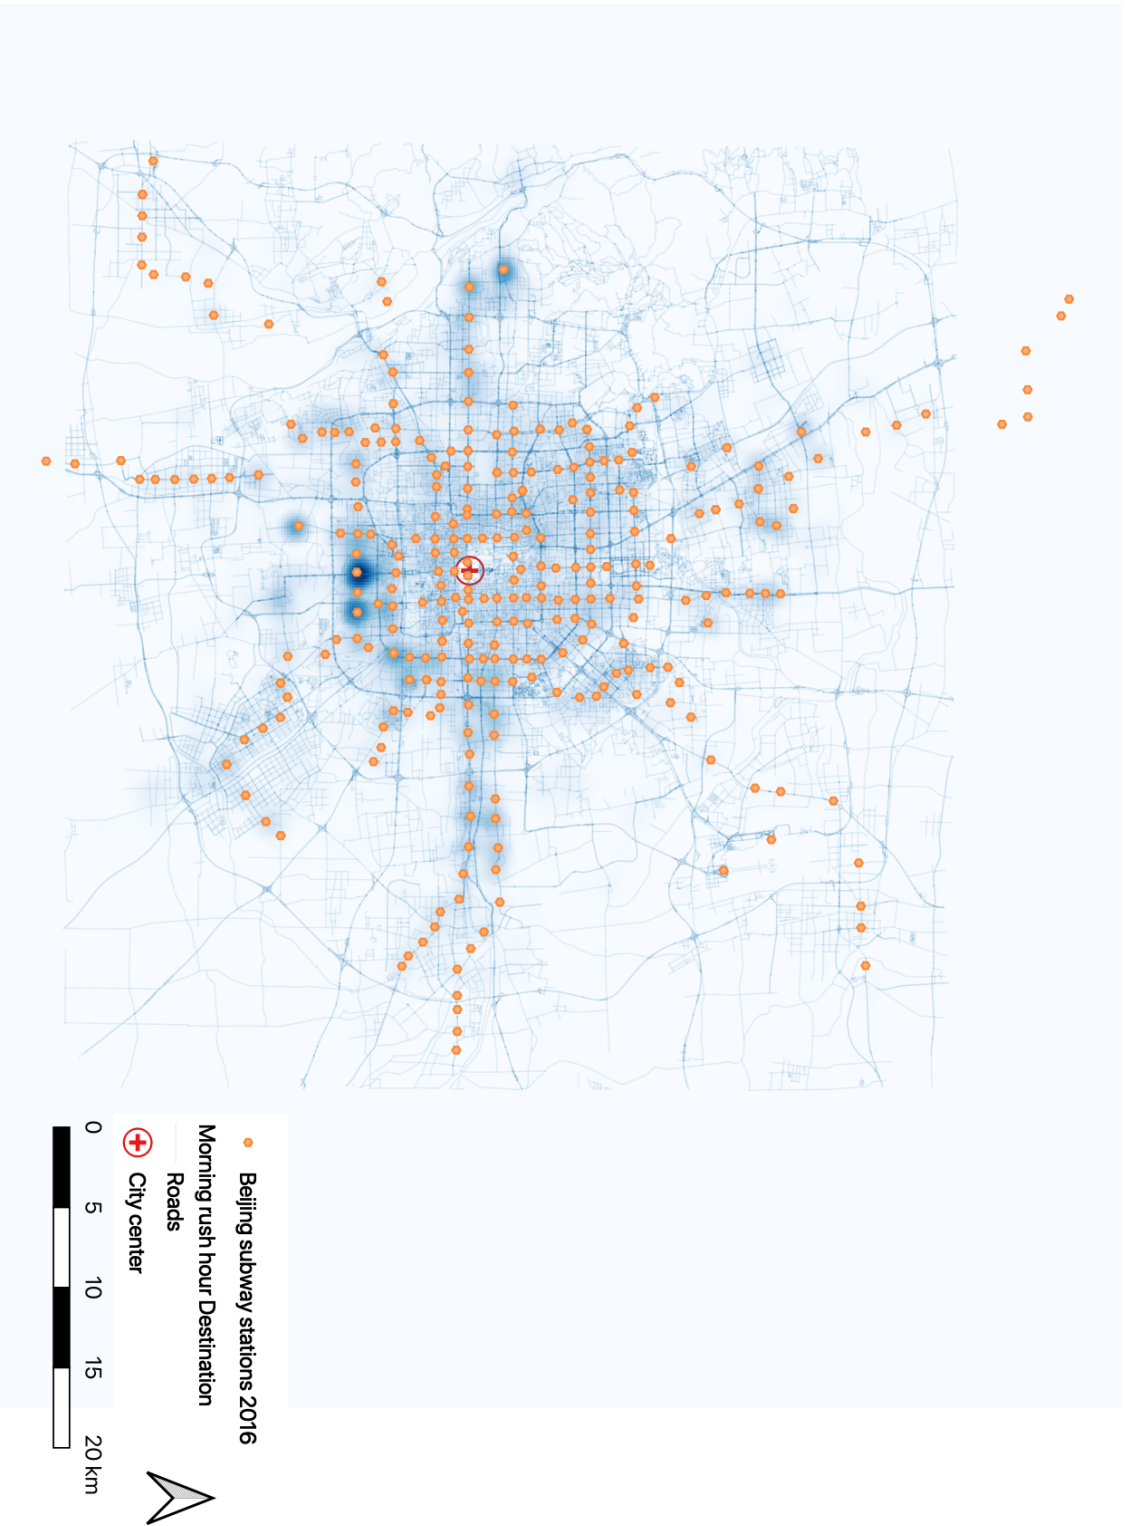 Beijing subway stations 2016
Morning rush hour Destination
Roads
City center
0 5 10 15 20 km